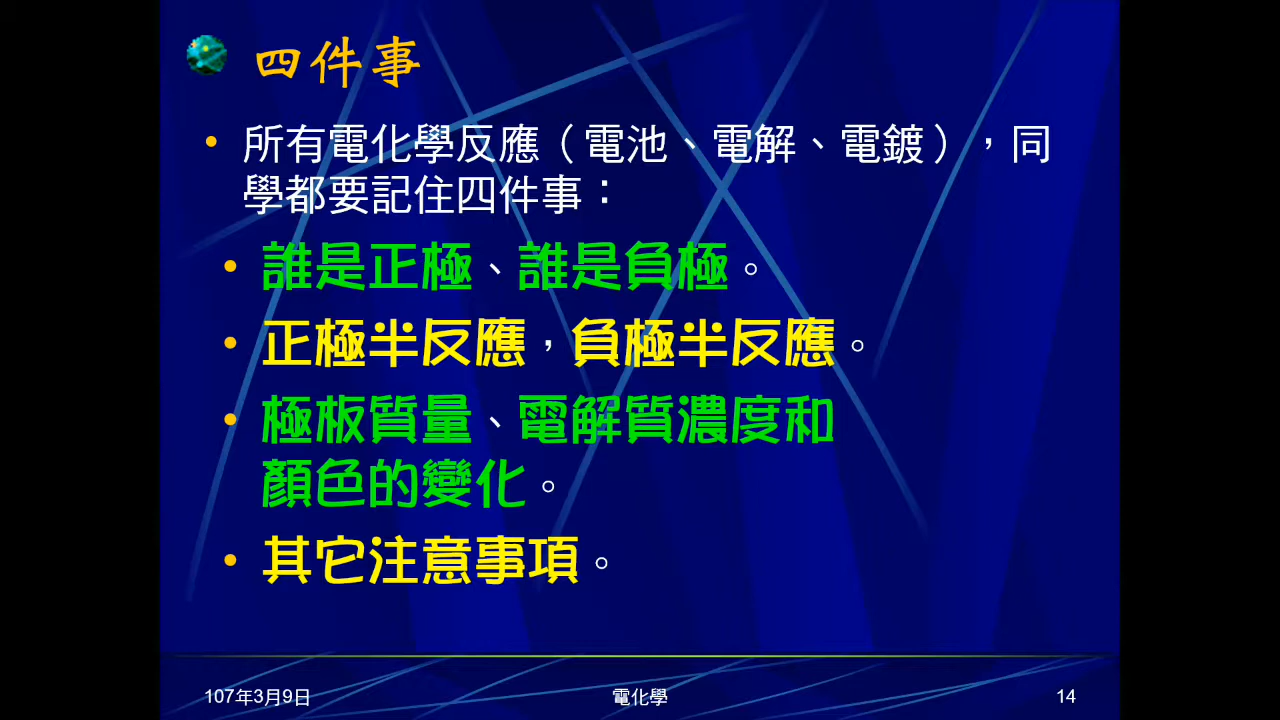 四件事
• 所有電化學反應（電池、電解、電鍍），同
學都要記住四件事：
• 誰是正極、誰是負極。
• 正極半反應，負極半反應。
• 極板質量、電解質濃度和
顏色的變化。
• 其它注意事項。
107年3月9日
電化學
14